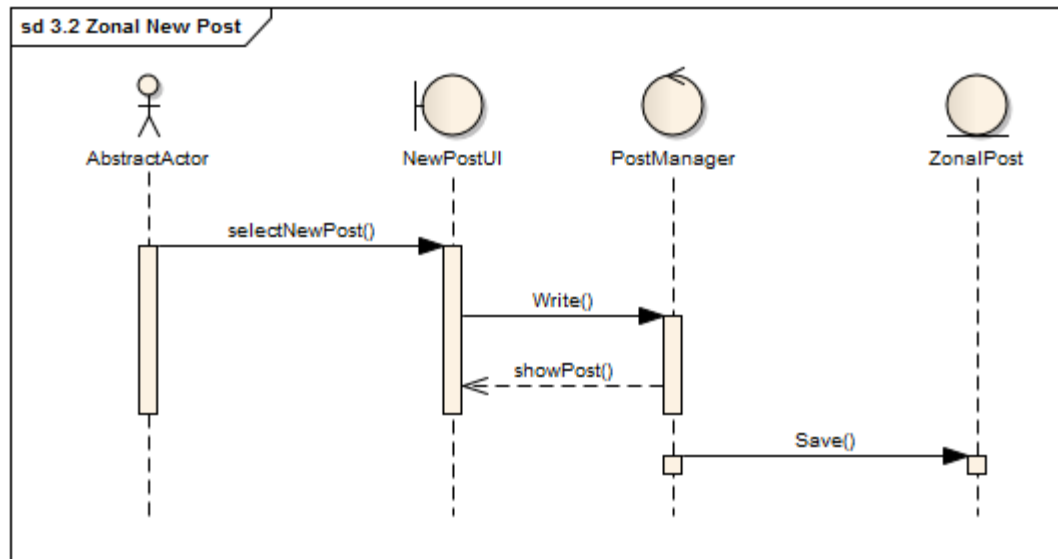 sd 3.2 Zonal New Post
AbstractActor
NewPostUI
PostManager
ZonalPost
selectNewPost()
Write()
showPost()
Save()